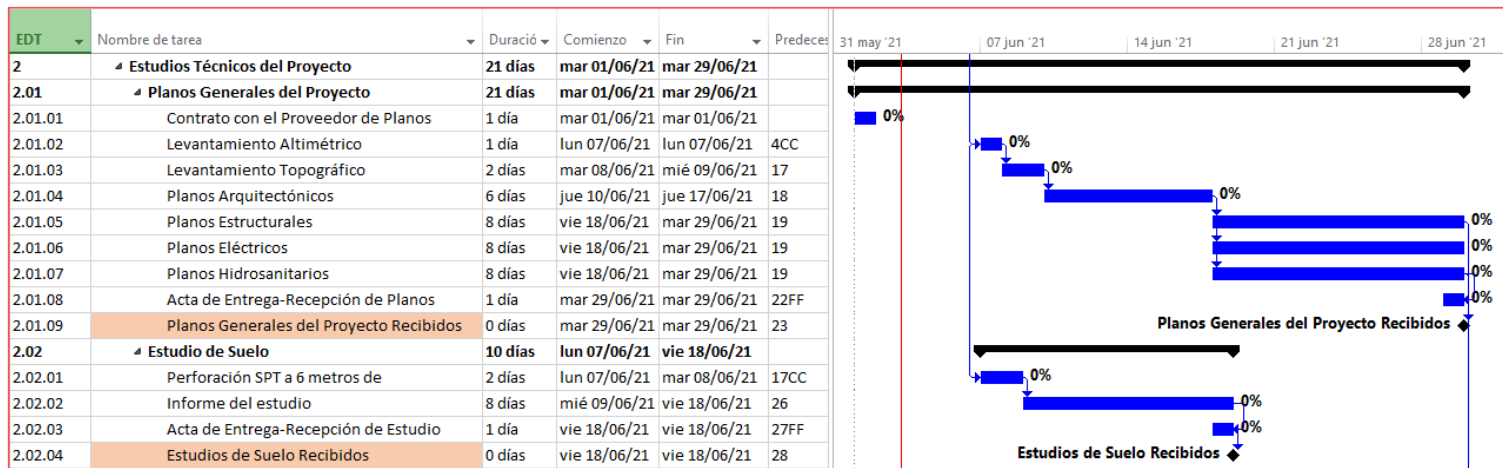 EDT Nombre de tarea Duració Comienzo Fin Predeces 31 may '21 07 jun '21 14 jun '21 21 jun '21 28 jun '21
2 Estudios Técnicos del Proyecto 21 días mar 01/06/21 mar 29/06/21
2.01 Planos Generales del Proyecto 21 días mar 01/06/21 mar 29/06/21
2.01.01 Contrato con el Proveedor de Planos 1 día mar 01/06/21 mar 01/06/21 0%
2.01.02 Levantamiento Altimétrico 1 día lun 07/06/21 lun 07/06/21 4CC 0%
2.01.03 Levantamiento Topográfico 2 días mar 08/06/21 mié 09/06/21 17 0%
2.01.04 Planos Arquitectónicos 6 días jue 10/06/21 jue 17/06/21 18 0%
2.01.05 Planos Estructurales 8 días vie 18/06/21 mar 29/06/21 19 0%
2.01.06 Planos Eléctricos 8 días vie 18/06/21 mar 29/06/21 19 0%
2.01.07 Planos Hidrosanitarios 8 días vie 18/06/21 mar 29/06/21 19 0%
2.01.08 Acta de Entrega-Recepción de Planos 1 día mar 29/06/21 mar 29/06/21 22FF 0%
2.01.09 Planos Generales del Proyecto Recibidos 0 días mar 29/06/21 mar 29/06/21 23 Planos Generales del Proyecto Recibidos
2.02 Estudio de Suelo 10 días lun 07/06/21 vie 18/06/21
2.02.01 Perforación SPT a 6 metros de 2 días lun 07/06/21 mar 08/06/21 17CC 0%
2.02.02 Informe del estudio 8 días mié 09/06/21 vie 18/06/21 26 0%
2.02.03 Acta de Entrega-Recepción de Estudio 1 día vie 18/06/21 vie 18/06/21 27FF 0%
2.02.04 Estudios de Suelo Recibidos 0 días vie 18/06/21 vie 18/06/21 28 Estudios de Suelo Recibidos